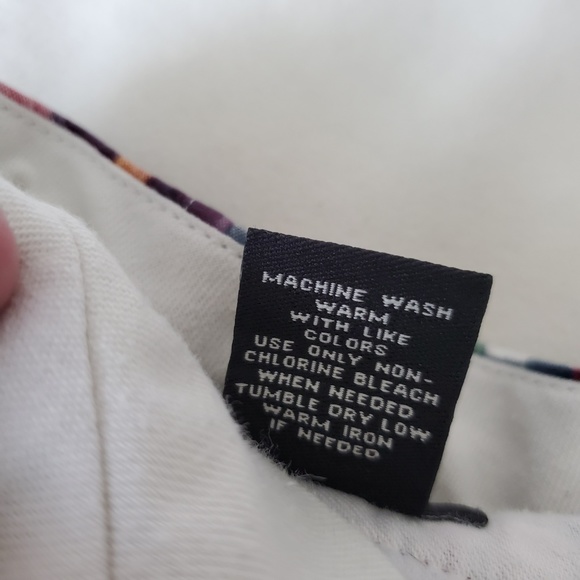 MACHINE WASH
WARM
WITH LIKE
COLORS
USE ONLY NON-
CHLORINE BLEACH
WHEN NEEDED
TUMBLE DRY LOW
WARM IRON
IF NEEDED